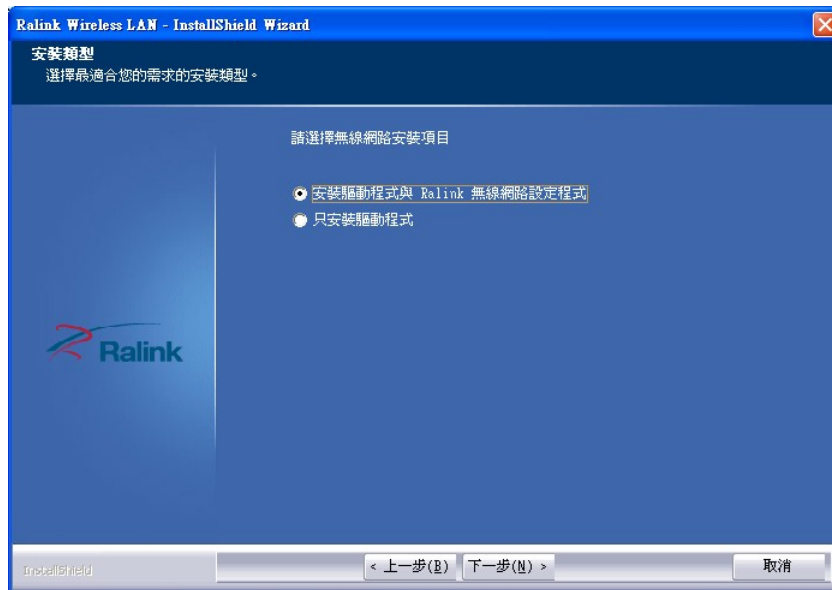 Ralink Wireless LAN - InstallShield Wizard
安裝類型
選擇最適合您的需求的安裝類型。
請選擇無線網路安裝項目
安裝驅動程式與 Ralink 無線網路設定程式
只安裝驅動程式
Ralink
InstallShield
< 上一步(B)
下一步(N) >
取消